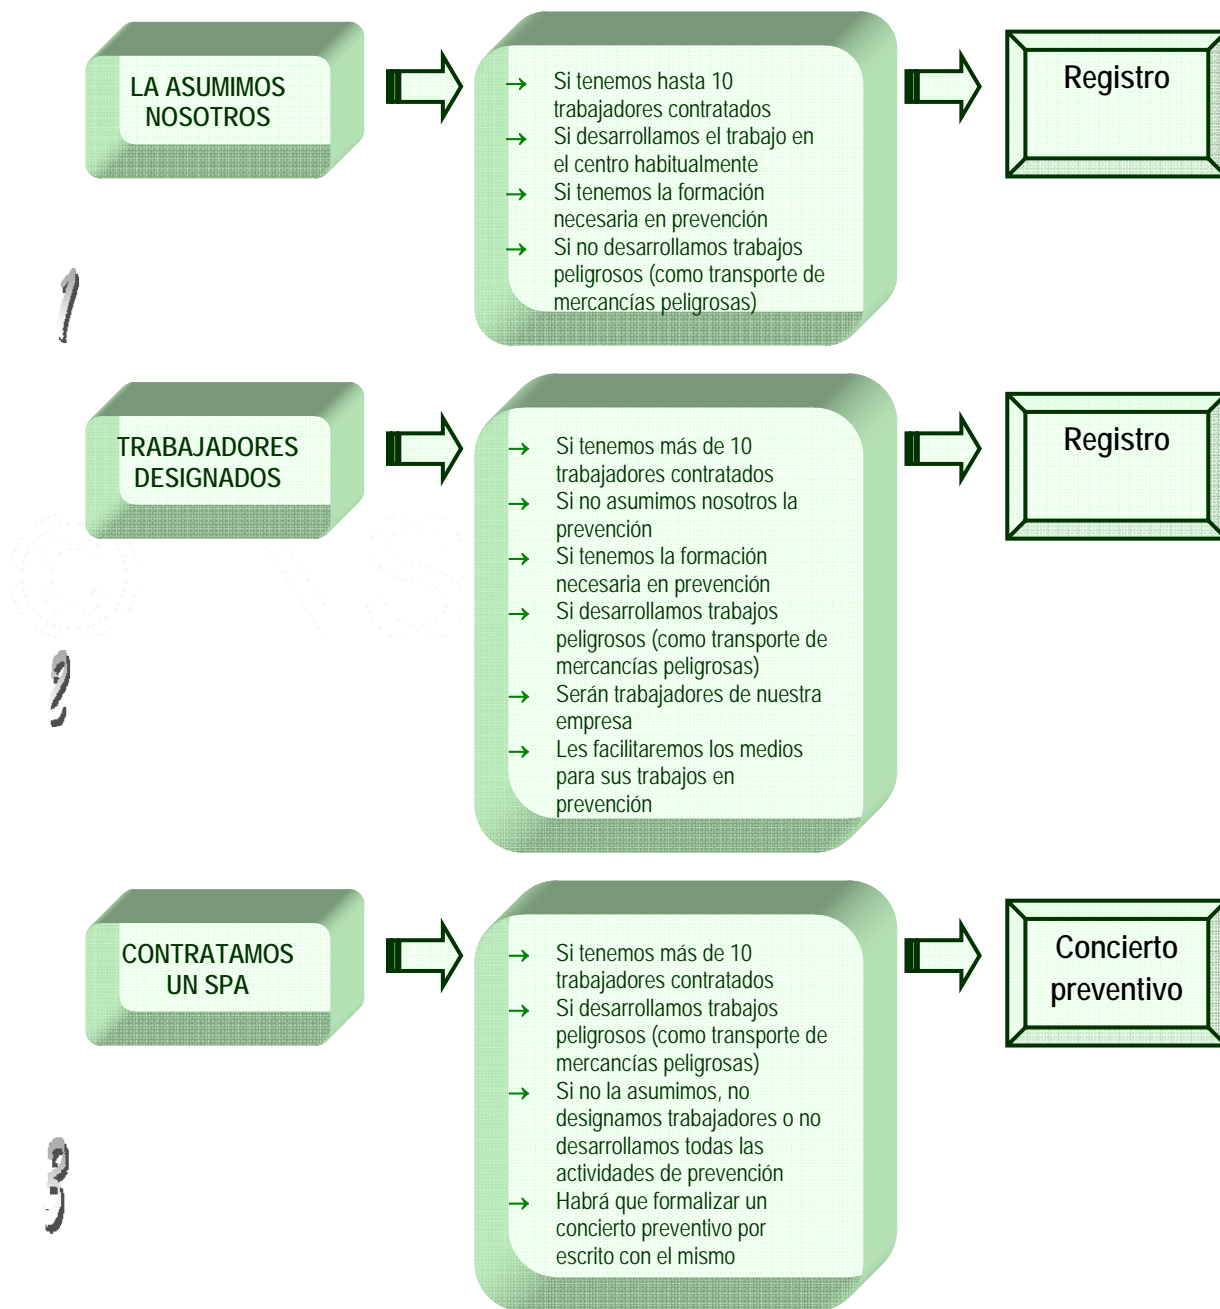 LA ASUMIMOS
NOSOTROS
→ Si tenemos hasta 10
trabajadores contratados
→ Si desarrollamos el trabajo en
el centro habitualmente
→ Si tenemos la formación
necesaria en prevención
→ Si no desarrollamos trabajos
peligrosos (como transporte de
mercancías peligrosas)
Registro
1
TRABAJADORES
DESIGNADOS
→ Si tenemos más de 10
trabajadores contratados
→ Si no asumimos nosotros la
prevención
→ Si tenemos la formación
necesaria en prevención
→ Si desarrollamos trabajos
peligrosos (como transporte de
mercancías peligrosas)
→ Serán trabajadores de nuestra
empresa
→ Les facilitaremos los medios
para sus trabajos en
prevención
Registro
2
CONTRATAMOS
UN SPA
→ Si tenemos más de 10
trabajadores contratados
→ Si desarrollamos trabajos
peligrosos (como transporte de
mercancías peligrosas)
→ Si no la asumimos, no
designamos trabajadores o no
desarrollamos todas las
actividades de prevención
→ Habrá que formalizar un
concierto preventivo por
escrito con el mismo
Concierto
preventivo
3